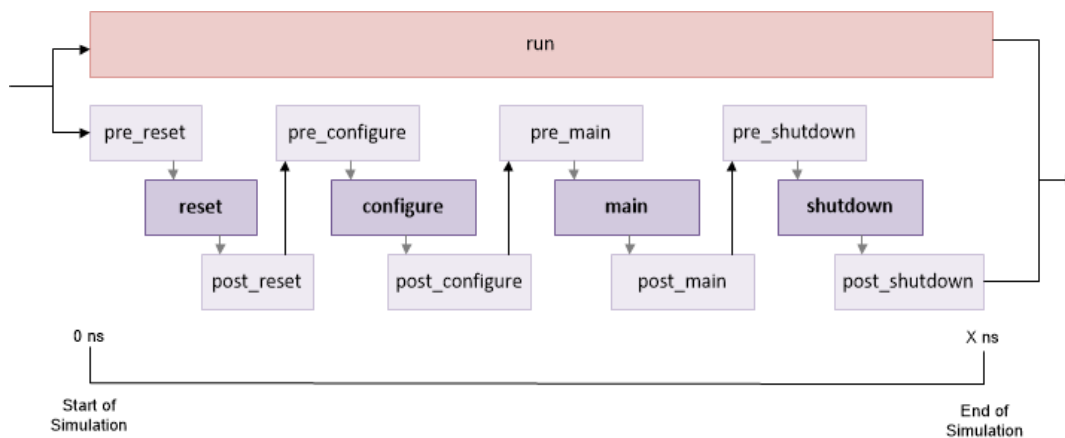 run
pre_reset
pre_configure
pre_main
pre_shutdown
reset
configure
main
shutdown
post_reset
post_configure
post_main
post_shutdown
0 ns
X ns
Start of
Simulation
End of
Simulation